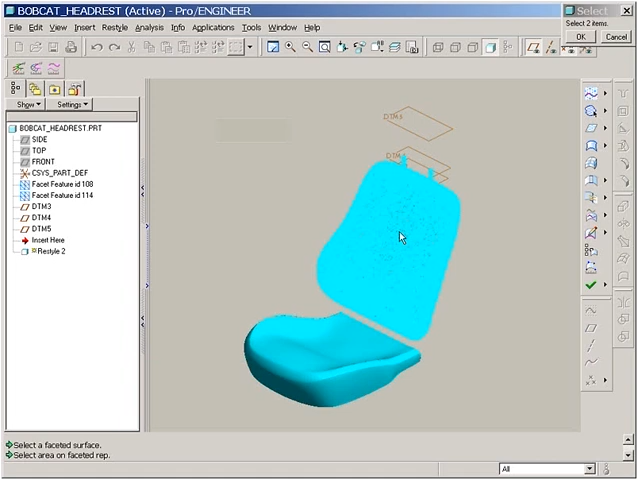 BOBCAT_HEADREST (Active) - Pro/ENGINEER
File Edit View Insert Restyle Analysis Info Applications Tools Window Help
Select
Select 2 items.
OK Cancel
Show Settings
BOBCAT_HEADREST.PRT
SIDE
TOP
FRONT
CSYS_PART_DEF
Facet Feature id 108
Facet Feature id 114
DTM3
DTM4
DTM5
Insert Here
Restyle 2
Select a faceted surface.
Select area on faceted rep.
All